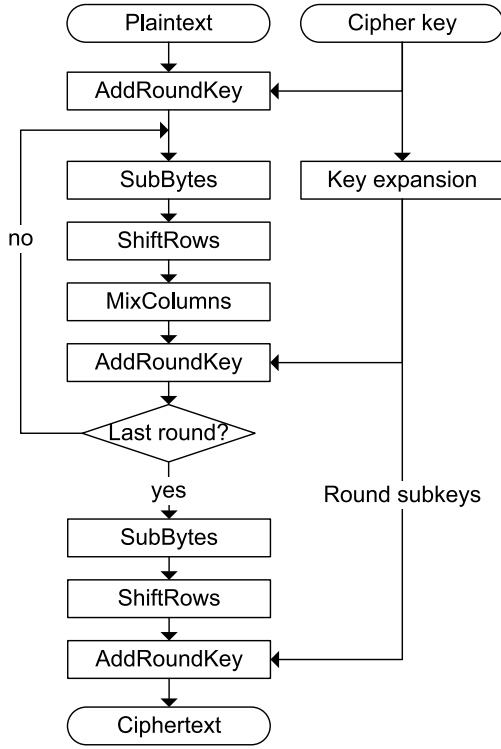 Plaintext
Cipher key
AddRoundKey
SubBytes
Key expansion
no
ShiftRows
MixColumns
AddRoundKey
Last round?
yes
Round subkeys
SubBytes
ShiftRows
AddRoundKey
Ciphertext